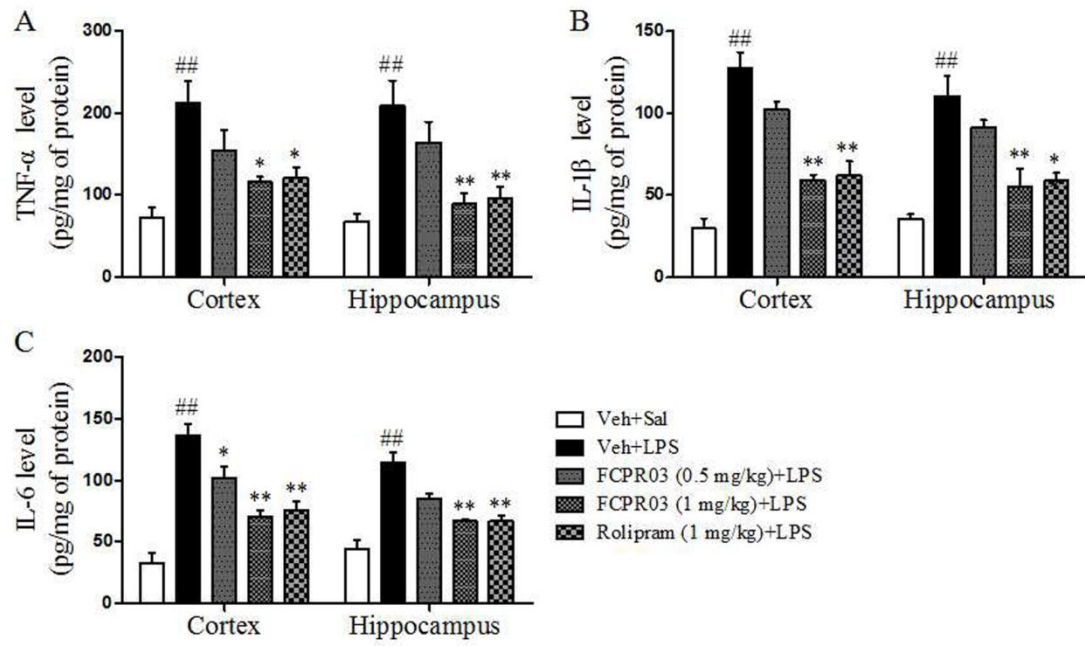 A
TNF-α level
(pg/mg of protein)
300
200
100
0
##
*
*
##
**
**
Cortex
Hippocampus
B
IL-1β level
(pg/mg of protein)
150
100
50
0
##
**
**
##
**
*
Cortex
Hippocampus
C
IL-6 level
(pg/mg of protein)
200
150
100
50
0
##
*
**
**
##
**
**
Cortex
Hippocampus
Veh+Sal
Veh+LPS
FCPR03 (0.5 mg/kg)+LPS
FCPR03 (1 mg/kg)+LPS
Rolipram (1 mg/kg)+LPS